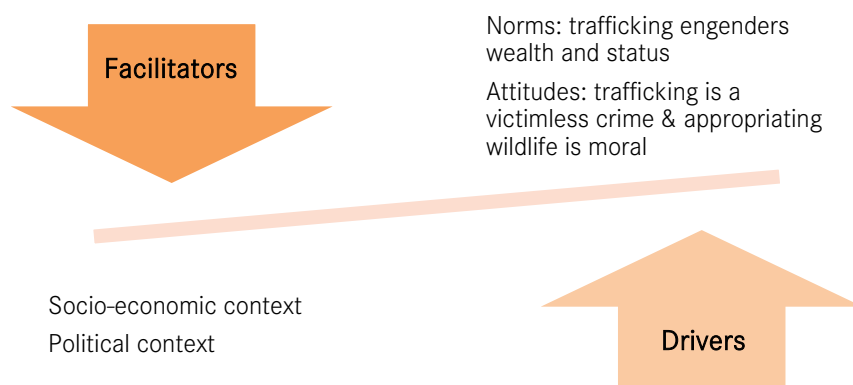 Facilitators
Norms: trafficking engenders
wealth and status
Attitudes: trafficking is a
victimless crime & appropriating
wildlife is moral
Socio-economic context
Political context
Drivers